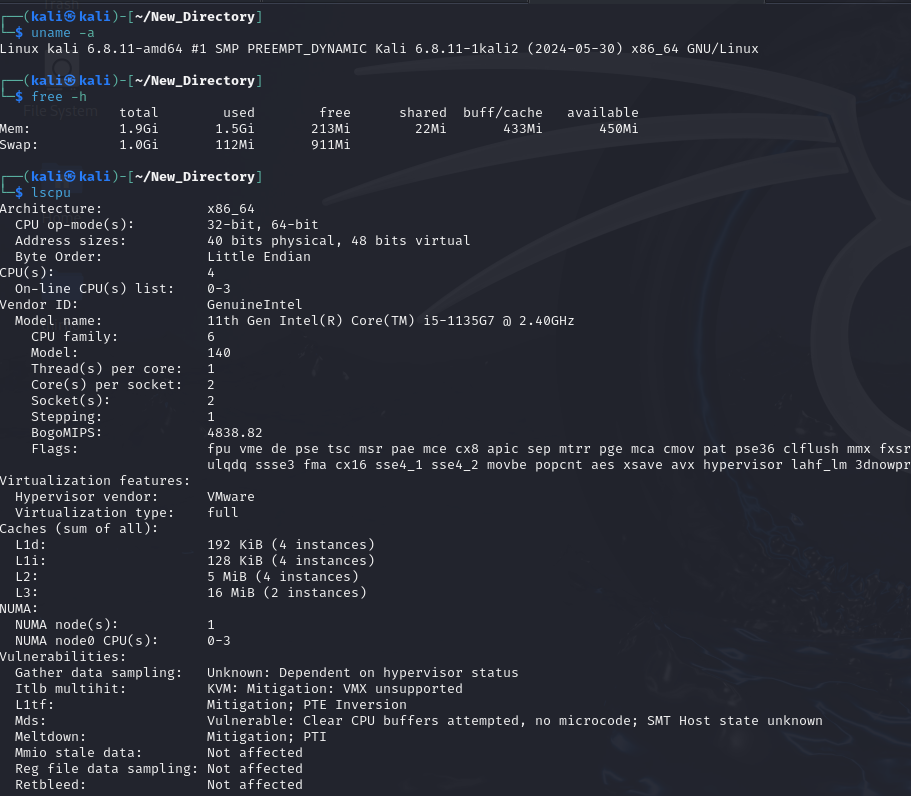 ┌──(kali㉿kali)-[~/New_Directory]
└─$ uname -a
Linux kali 6.8.11-amd64 #1 SMP PREEMPT_DYNAMIC Kali 6.8.11-1kali2 (2024-05-30) x86_64 GNU/Linux
┌──(kali㉿kali)-[~/New_Directory]
└─$ free -h
File System
               total        used        free      shared  buff/cache   available
Mem:           1.9Gi       1.5Gi       213Mi        22Mi       433Mi       450Mi
Swap:          1.0Gi       112Mi       911Mi
┌──(kali㉿kali)-[~/New_Directory]
└─$ lscpu
Architecture:             x86_64
  CPU op-mode(s):         32-bit, 64-bit
  Address sizes:          40 bits physical, 48 bits virtual
  Byte Order:             Little Endian
CPU(s):                   4
  On-line CPU(s) list:    0-3
Vendor ID:                GenuineIntel
  Model name:             11th Gen Intel(R) Core(TM) i5-1135G7 @ 2.40GHz
    CPU family:           6
    Model:                140
    Thread(s) per core:   1
    Core(s) per socket:   2
    Socket(s):            2
    Stepping:             1
    BogoMIPS:             4838.82
    Flags:                fpu vme de pse tsc msr pae mce cx8 apic sep mtrr pge mca cmov pat pse36 clflush mmx fxsr
                          ulqdq ssse3 fma cx16 sse4_1 sse4_2 movbe popcnt aes xsave avx hypervisor lahf_lm 3dnowpr
Virtualization features:
  Hypervisor vendor:      VMware
  Virtualization type:    full
Caches (sum of all):
  L1d:                    192 KiB (4 instances)
  L1i:                    128 KiB (4 instances)
  L2:                     5 MiB (4 instances)
  L3:                     16 MiB (2 instances)
NUMA:
  NUMA node(s):           1
  NUMA node0 CPU(s):      0-3
Vulnerabilities:
  Gather data sampling:   Unknown: Dependent on hypervisor status
  Itlb multihit:          KVM: Mitigation: VMX unsupported
  L1tf:                   Mitigation; PTE Inversion
  Mds:                    Vulnerable: Clear CPU buffers attempted, no microcode; SMT Host state unknown
  Meltdown:               Mitigation; PTI
  Mmio stale data:        Not affected
  Reg file data sampling: Not affected
  Retbleed:               Not affected